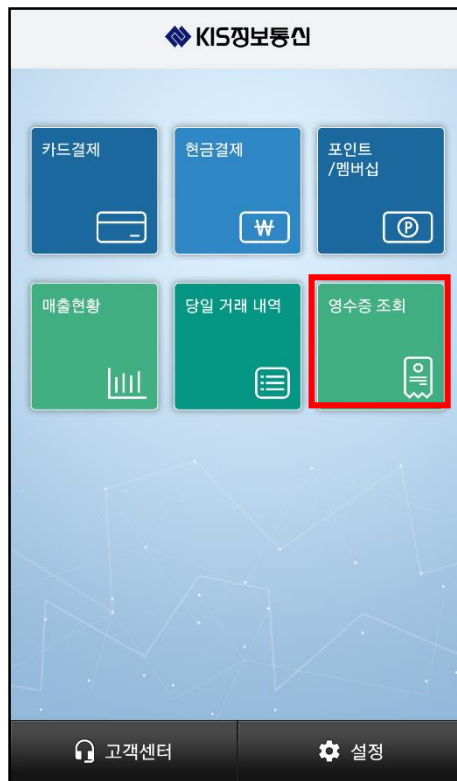 KIS정보통신
카드결제
현금결제
포인트
/멤버십
매출현황
당일 거래 내역
영수증 조회
고객센터
설정